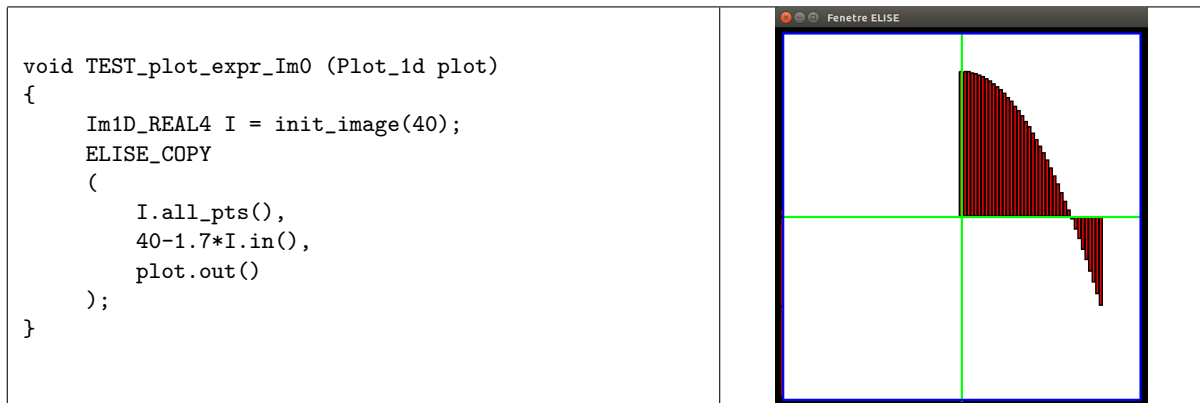 void TEST_plot_expr_Im0 (Plot_1d plot)
{
Im1D_REAL4 I = init_image(40);
ELISE_COPY
(
I.all_pts(),
40-1.7*I.in(),
plot.out()
);
}
Fenetre ELISE